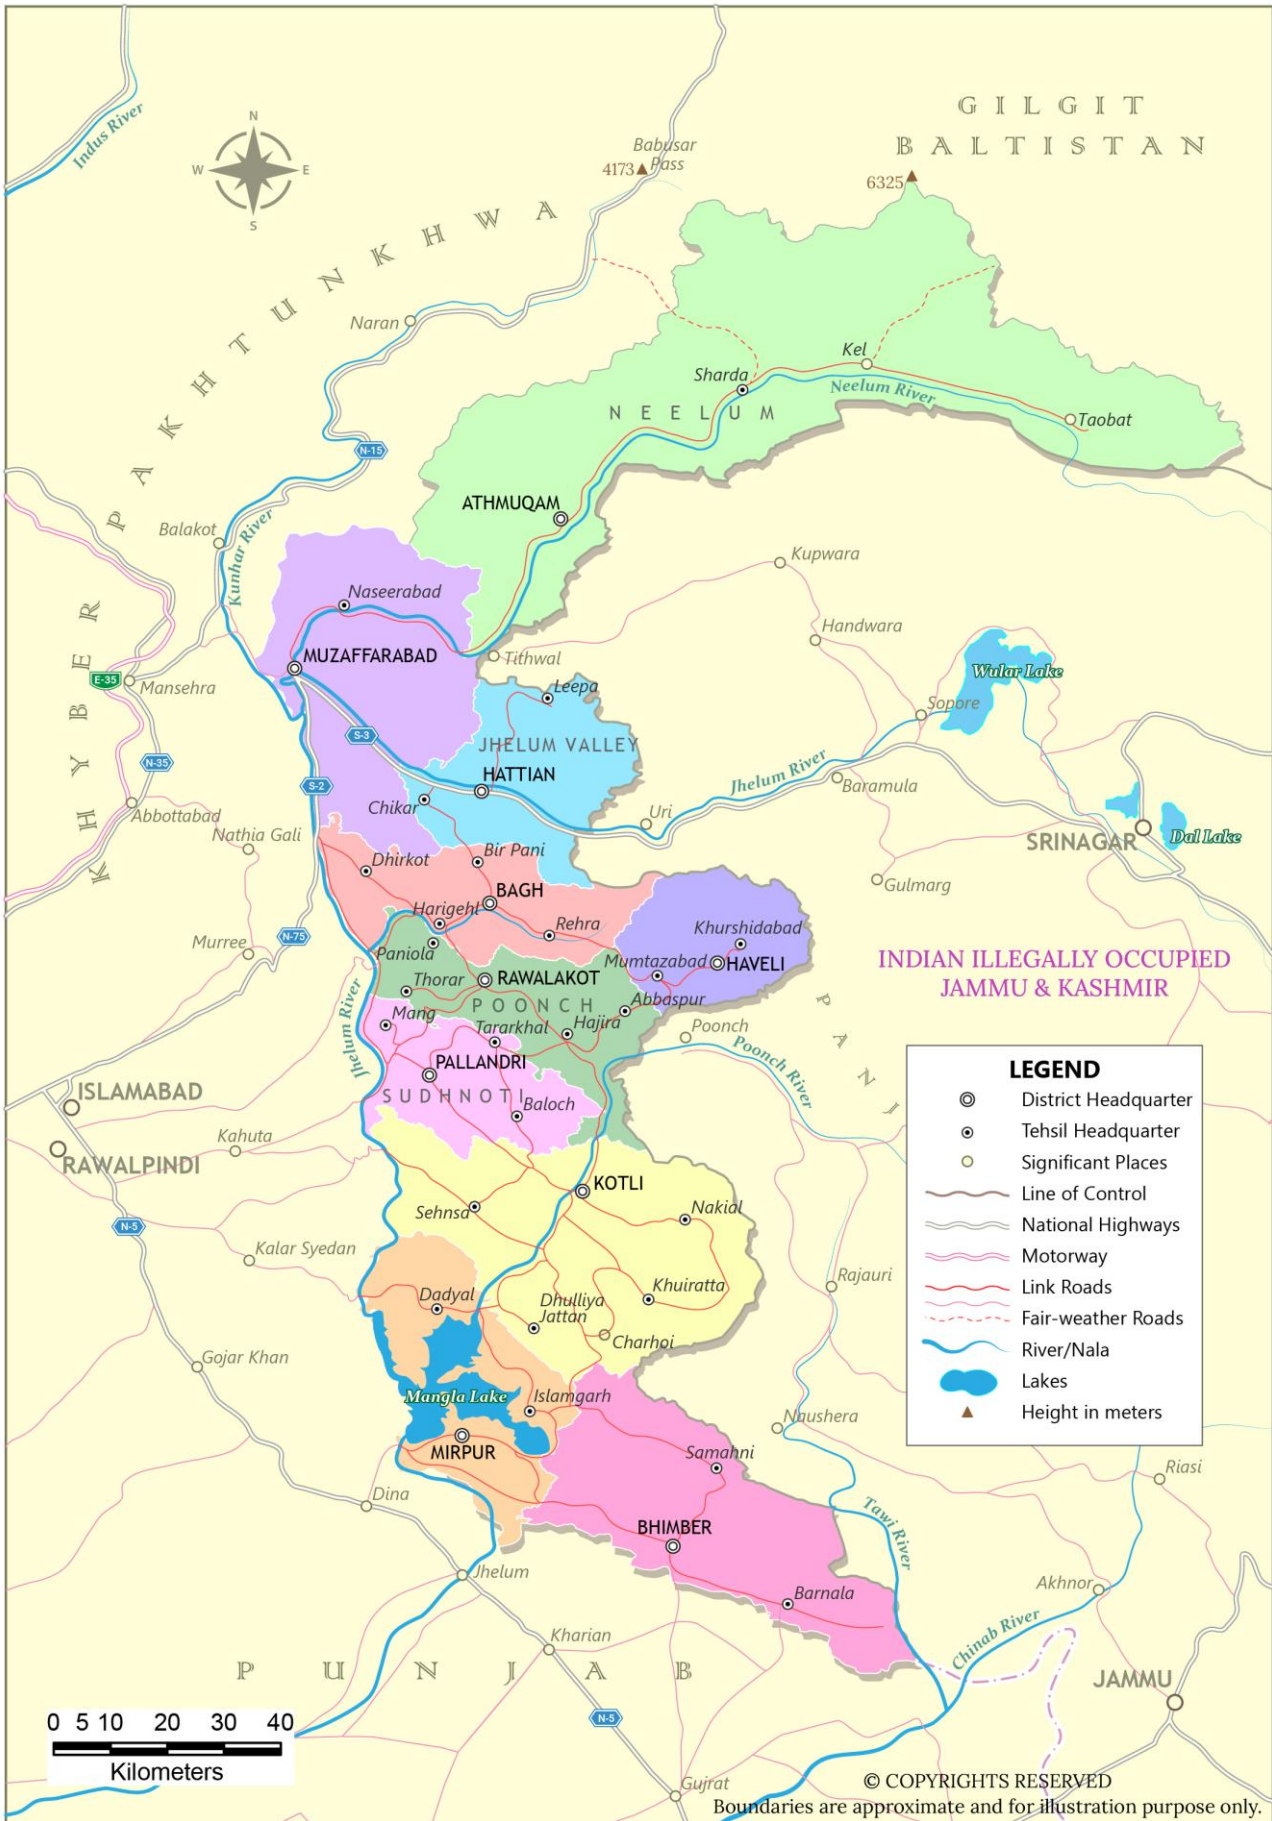 GILGIT
BALTISTAN
Indus River
N
W
E
S
Babusar
Pass
4173
6325
KHYBER PAKHTUNKHWA
Naran
Kel
Sharda
Neelum River
NEELUM
Taobat
N-15
ATHMUQAM
Balakot
Kunhar River
Kupwara
Naseerabad
Handwara
MUZAFFARABAD
Tithwal
Wular Lake
E-35
Mansehra
Leepa
Sopore
S-3
JHELUM VALLEY
N-35
HATTIAN
Jhelum River
S-2
Baramula
Chikar
Uri
Abbottabad
Nathia Gali
SRINAGAR
Dal Lake
Dhirkot
Bir Pani
BAGH
Gulmarg
Harigehl
Rehra
Khurshidabad
N-75
Murree
Paniola
Mumtazabad
HAVELI
INDIAN ILLEGALLY OCCUPIED
JAMMU & KASHMIR
Thorar
RAWALAKOT
POONCH
Abbaspur
Mang
Jhelum River
Tararkhal
Hajira
Poonch
Poonch River
PANJ
PALLANDRI
SUDHNOTI
Baloch
ISLAMABAD
Kahuta
RAWALPINDI
KOTLI
Sehnsa
Nakial
N-5
Kalar Syedan
Rajauri
Dadyal
Dhulliya
Jattan
Khuiratta
Charhoi
Gojar Khan
Mangla Lake
Islamgarh
Naushera
MIRPUR
Samahni
Riasi
Dina
Tawi River
BHIMBER
Jhelum
Barnala
Akhnor
Kharian
Chinab River
PUNJAB
JAMMU
N-5
Gujrat
LEGEND
District Headquarter
Tehsil Headquarter
Significant Places
Line of Control
National Highways
Motorway
Link Roads
Fair-weather Roads
River/Nala
Lakes
Height in meters
0 5 10 20 30 40
Kilometers
© COPYRIGHTS RESERVED
Boundaries are approximate and for illustration purpose only.